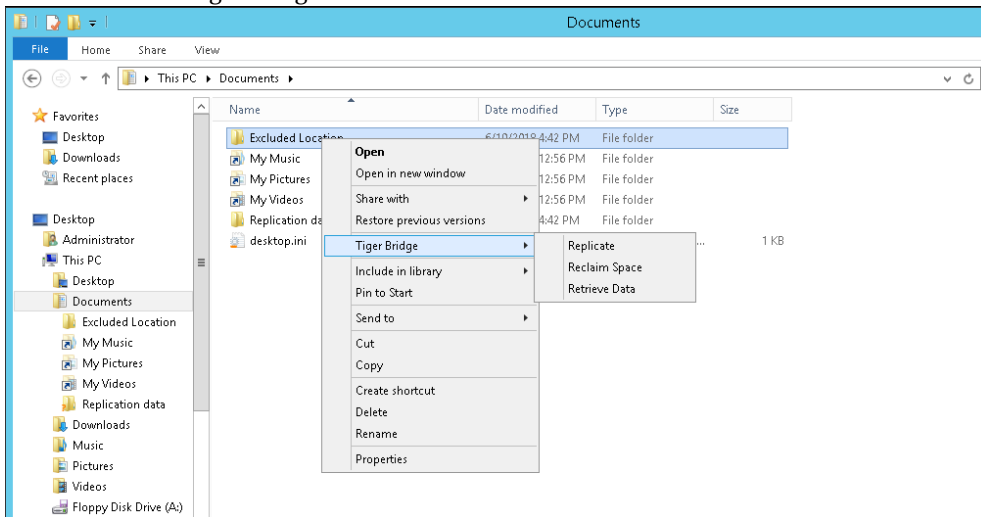 Documents
File Home Share View
This PC Documents
Favorites
Desktop
Downloads
Recent places
Desktop
Administrator
This PC
Desktop
Documents
Excluded Location
My Music
My Pictures
My Videos
Replication data
Downloads
Music
Pictures
Videos
Floppy Disk Drive (A:)
Name Date modified Type Size
Excluded Location 6/10/2018 4:42 PM File folder
My Music 12:56 PM File folder
My Pictures 12:56 PM File folder
My Videos 12:56 PM File folder
Replication da 4:42 PM File folder
desktop.ini ... 1 KB
Open
Open in new window
Share with
Restore previous versions
Tiger Bridge
Include in library
Pin to Start
Send to
Cut
Copy
Create shortcut
Delete
Rename
Properties
Replicate
Reclaim Space
Retrieve Data